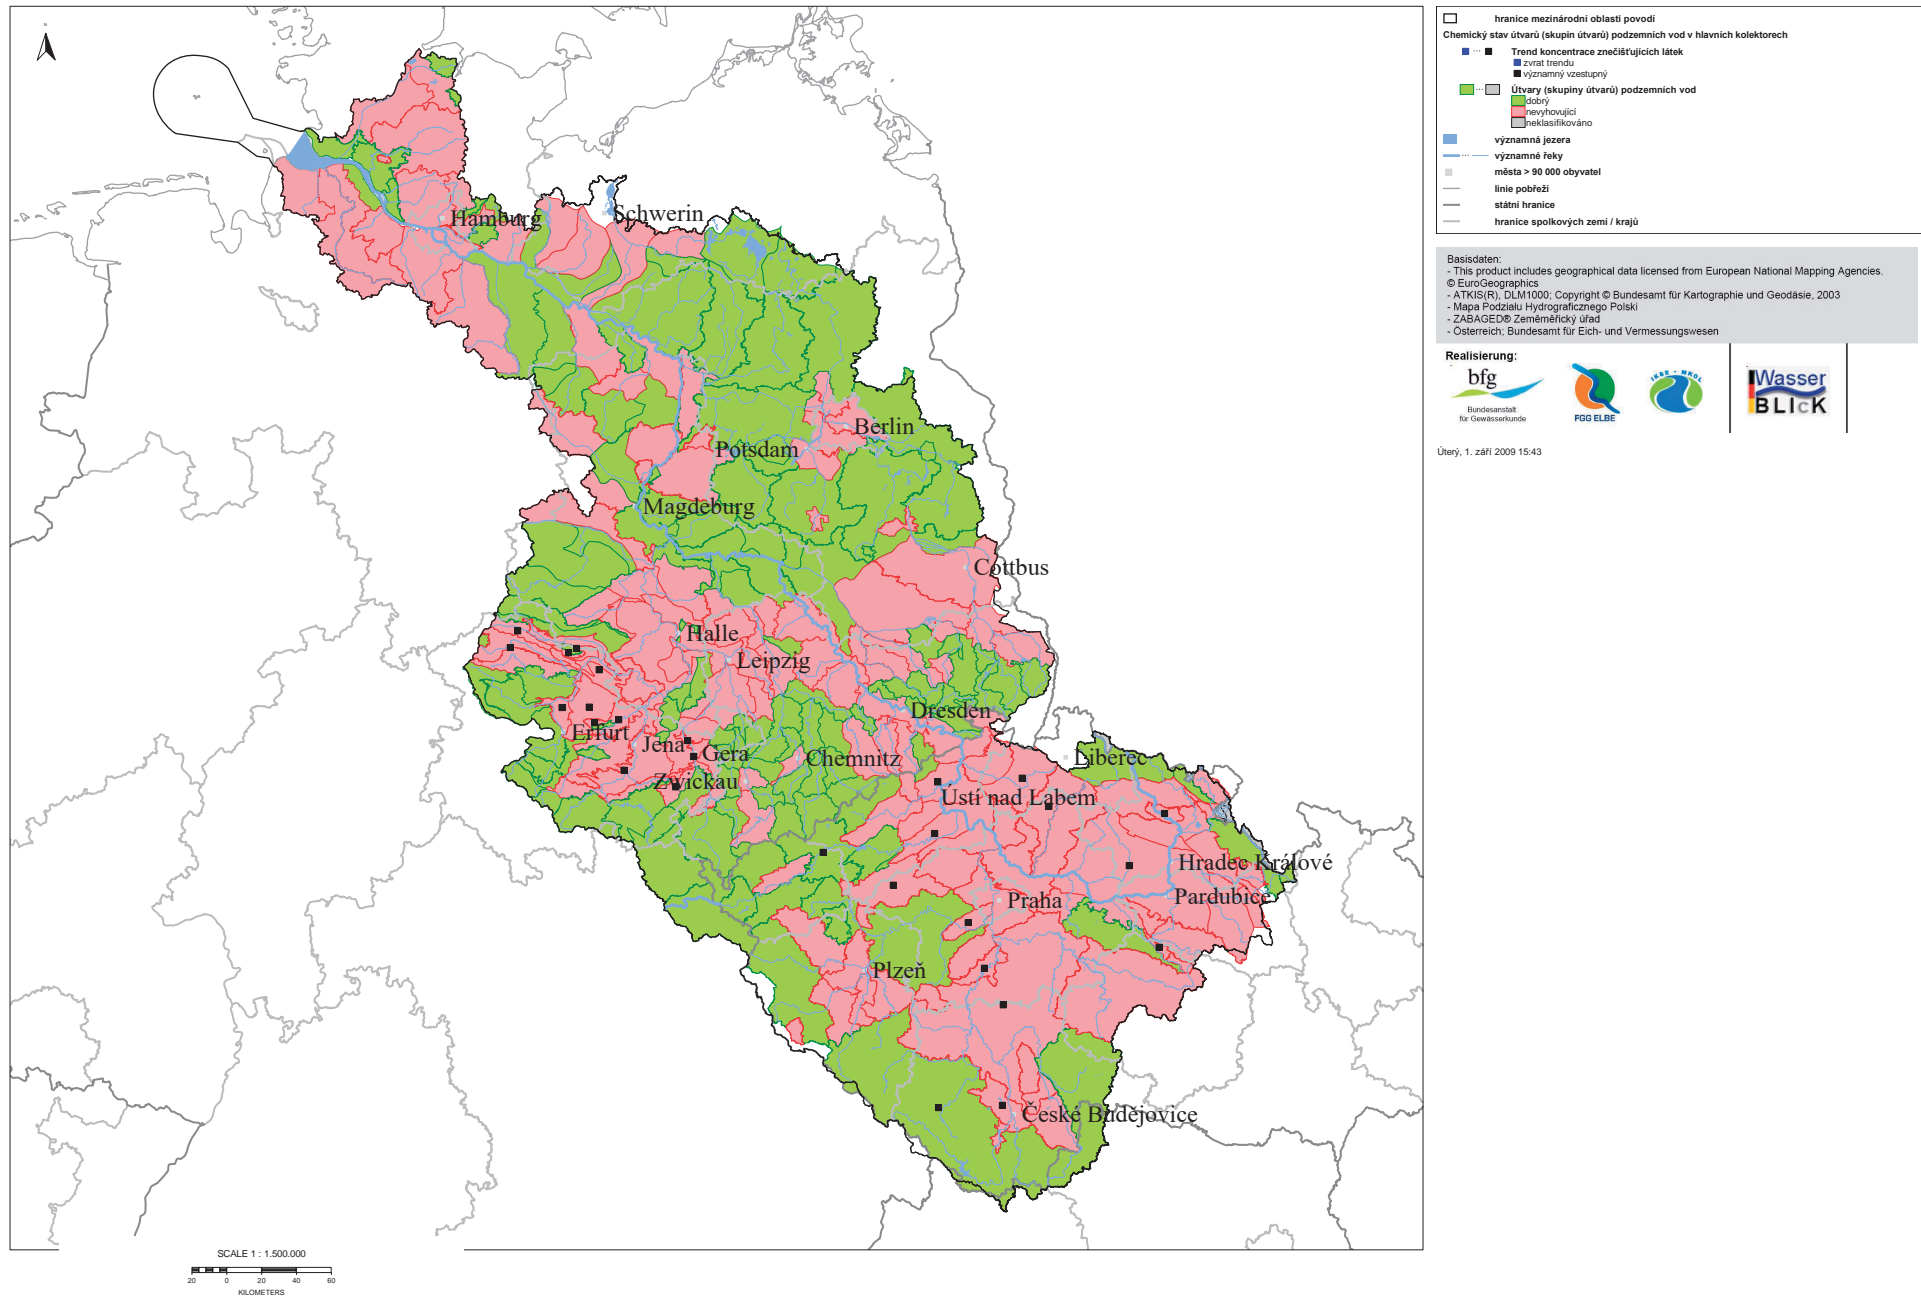 Hamburg
Schwerin
Berlin
Potsdam
Magdeburg
Cottbus
Halle
Leipzig
Dresden
Erfurt
Jena
Gera
Chemnitz
Zwickau
Liberec
Ústí nad Labem
Hradec Králové
Pardubice
Praha
Plzeň
České Budějovice
SCALE 1 : 1.500.000
20 0 20 40 60
KILOMETERS
hranice mezinárodní oblasti povodí
Chemický stav útvarů (skupin útvarů) podzemních vod v hlavních kolektorech
Trend koncentrace znečišťujících látek
zvrat trendu
významný vzestupný
Útvary (skupiny útvarů) podzemních vod
dobrý
nevyhovující
neklasifikováno
významná jezera
významné řeky
města > 90 000 obyvatel
linie pobřeží
státní hranice
hranice spolkových zemí / krajů
Basisdaten:
- This product includes geographical data licensed from European National Mapping Agencies.
© EuroGeographics
- ATKIS(R), DLM1000; Copyright © Bundesamt für Kartographie und Geodäsie, 2003
- Mapa Podziału Hydrograficznego Polski
- ZABAGED® Zeměměřický úřad
- Österreich; Bundesamt für Eich- und Vermessungswesen
Realisierung:
bfg
Bundesanstalt
für Gewässerkunde
FGG ELBE
IKSE - MKOL
Wasser
BLIcK
Úterý, 1. září 2009 15:43